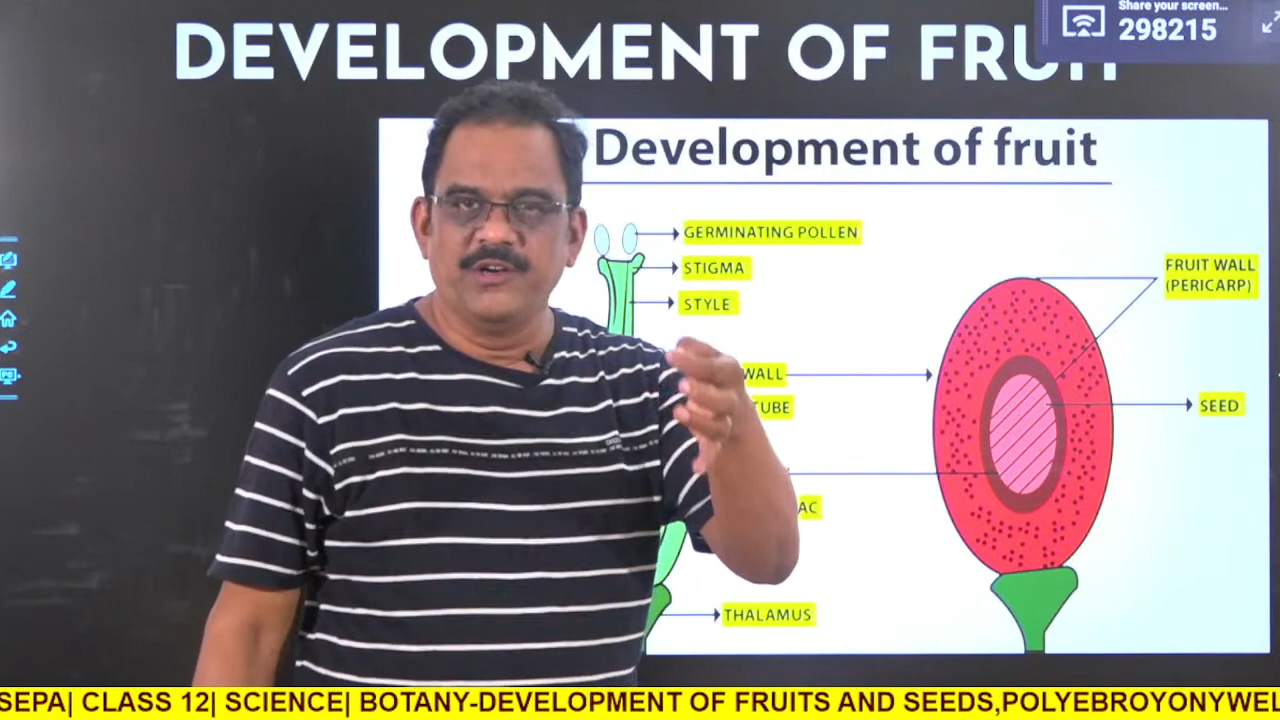 Share your screen...
298215
DEVELOPMENT OF FRUIT
Development of fruit
GERMINATING POLLEN
STIGMA
STYLE
WALL
TUBE
AC
THALAMUS
FRUIT WALL
(PERICARP)
SEED
SEPA| CLASS 12| SCIENCE| BOTANY-DEVELOPMENT OF FRUITS AND SEEDS,POLYEBROYONYWEL